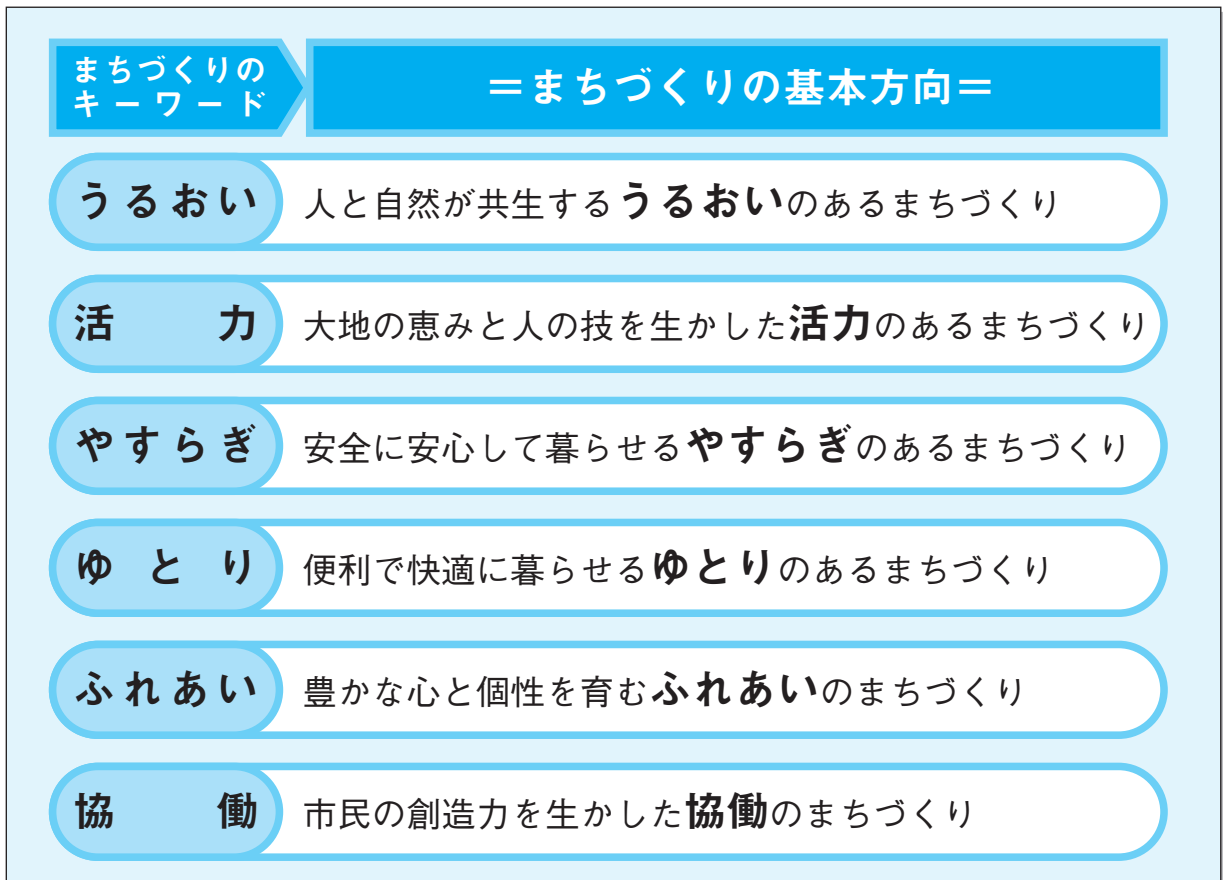 まちづくりの
キーワード
＝まちづくりの基本方向＝
うるおい 人と自然が共生するうるおいのあるまちづくり
活力 大地の恵みと人の技を生かした活力のあるまちづくり
やすらぎ 安全に安心して暮らせるやすらぎのあるまちづくり
ゆとり 便利で快適に暮らせるゆとりのあるまちづくり
ふれあい 豊かな心と個性を育むふれあいのまちづくり
協働 市民の創造力を生かした協働のまちづくり